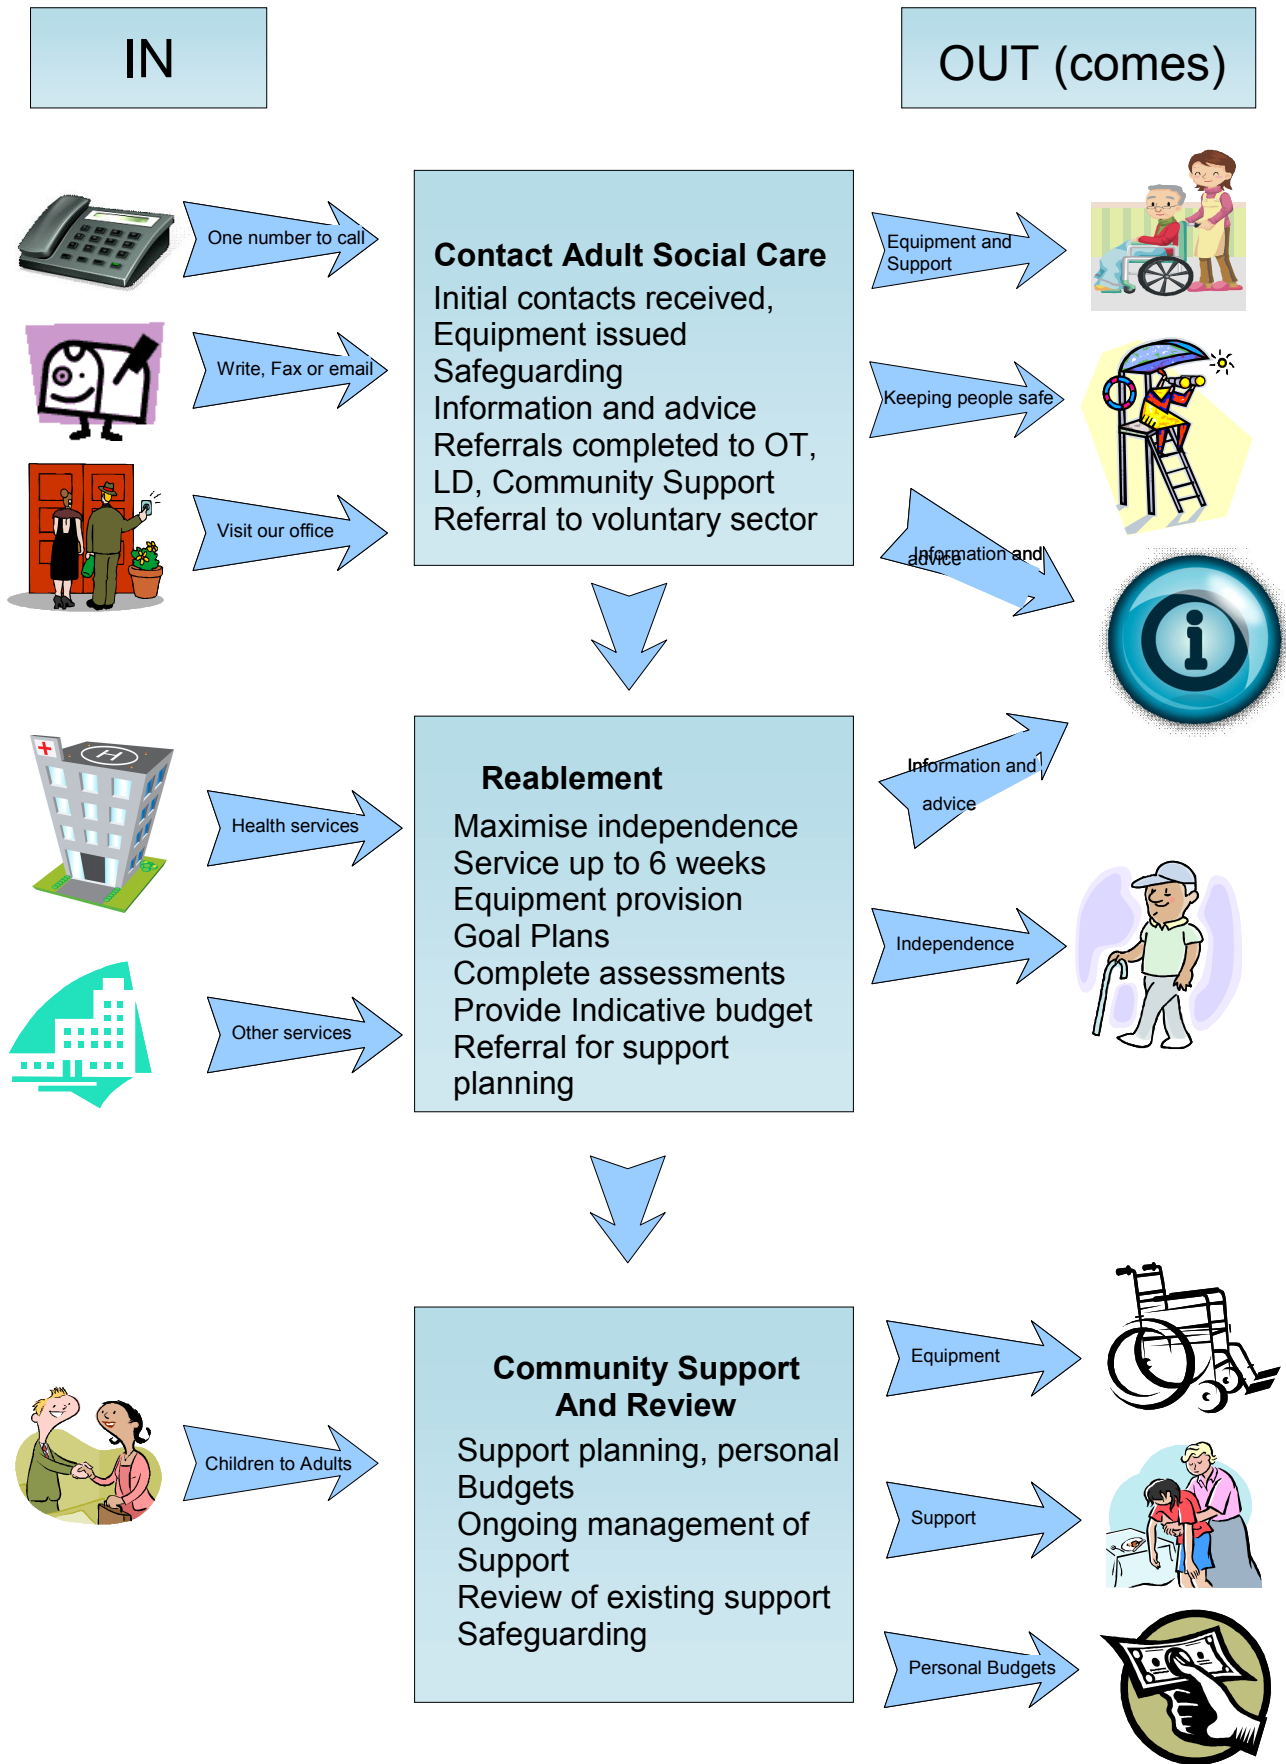 IN
OUT (comes)
One number to call
Write, Fax or email
Visit our office
Contact Adult Social Care
Initial contacts received,
Equipment issued
Safeguarding
Information and advice
Referrals completed to OT,
LD, Community Support
Referral to voluntary sector
Equipment and
Support
Keeping people safe
Information and
advice
i
H
Health services
Other services
Reablement
Maximise independence
Service up to 6 weeks
Equipment provision
Goal Plans
Complete assessments
Provide Indicative budget
Referral for support
planning
Information and
advice
Independence
Children to Adults
Community Support
And Review
Support planning, personal
Budgets
Ongoing management of
Support
Review of existing support
Safeguarding
Equipment
Support
Personal Budgets